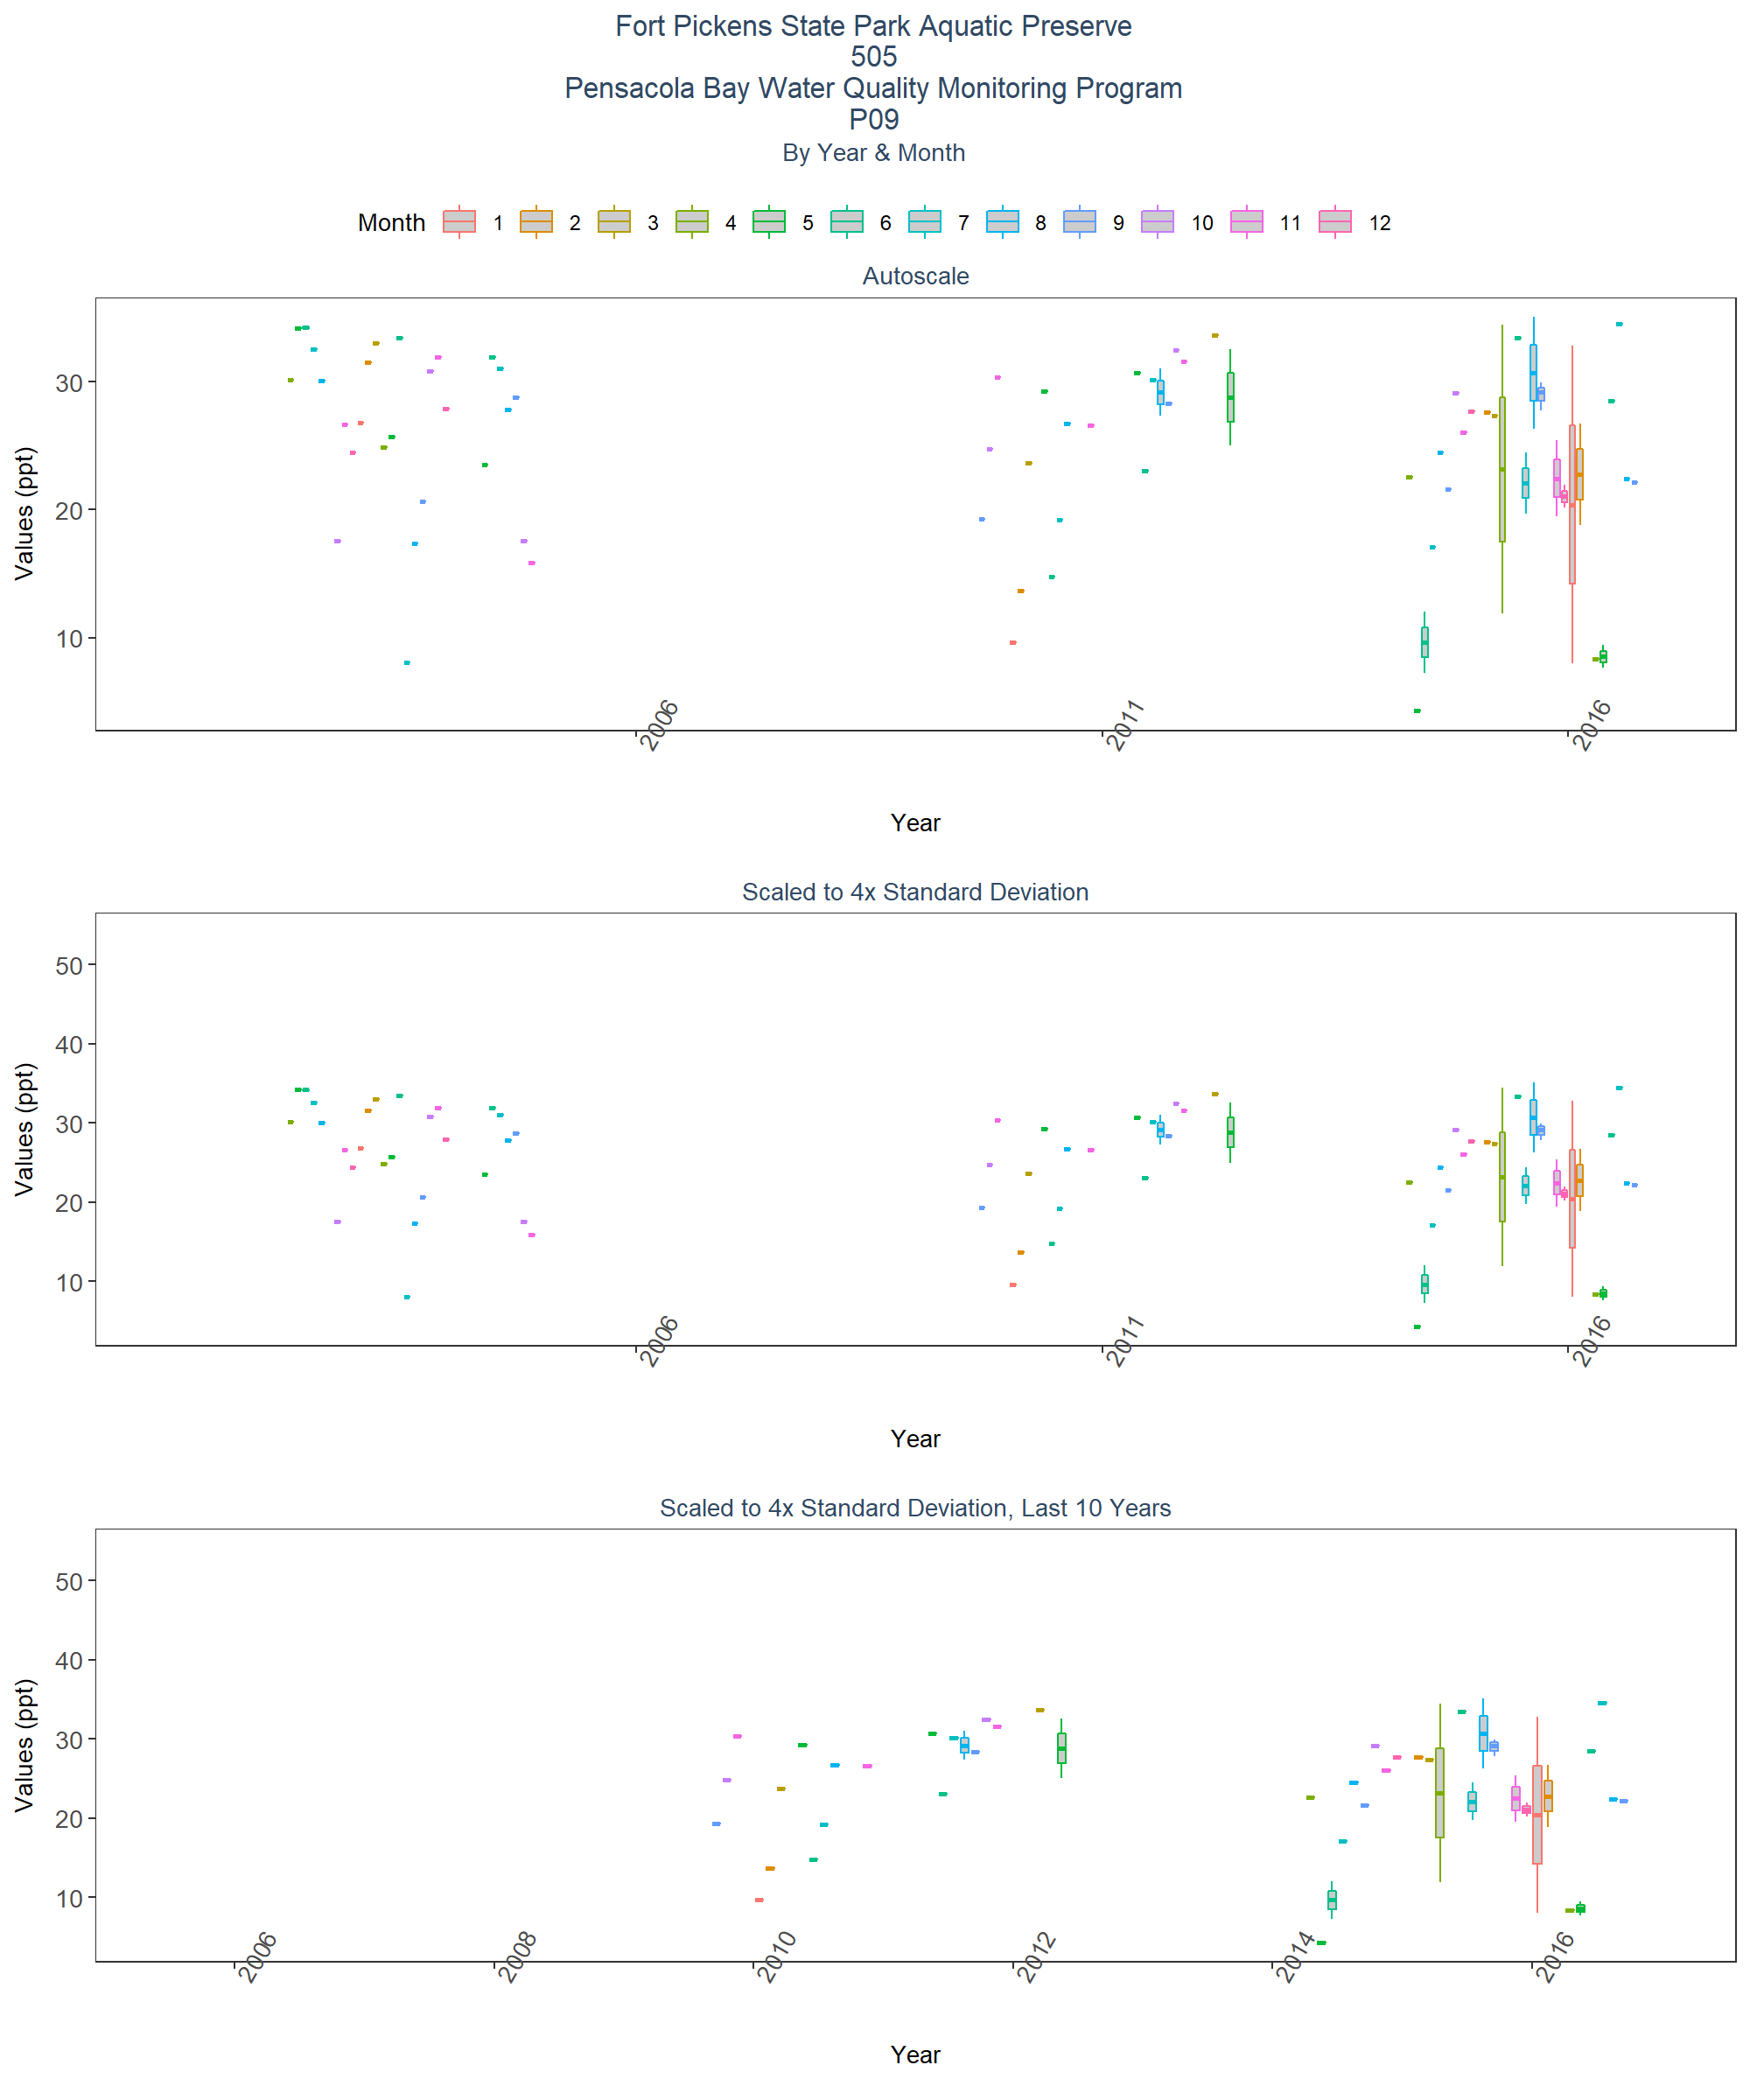 Fort Pickens State Park Aquatic Preserve
505
Pensacola Bay Water Quality Monitoring Program
P09
By Year & Month
Month 1 2 3 4 5 6 7 8 9 10 11 12
Autoscale
Values (ppt)
30
20
10
2006 2011 2016
Year
Scaled to 4x Standard Deviation
Values (ppt)
50
40
30
20
10
2006 2011 2016
Year
Scaled to 4x Standard Deviation, Last 10 Years
Values (ppt)
50
40
30
20
10
2006 2008 2010 2012 2014 2016
Year